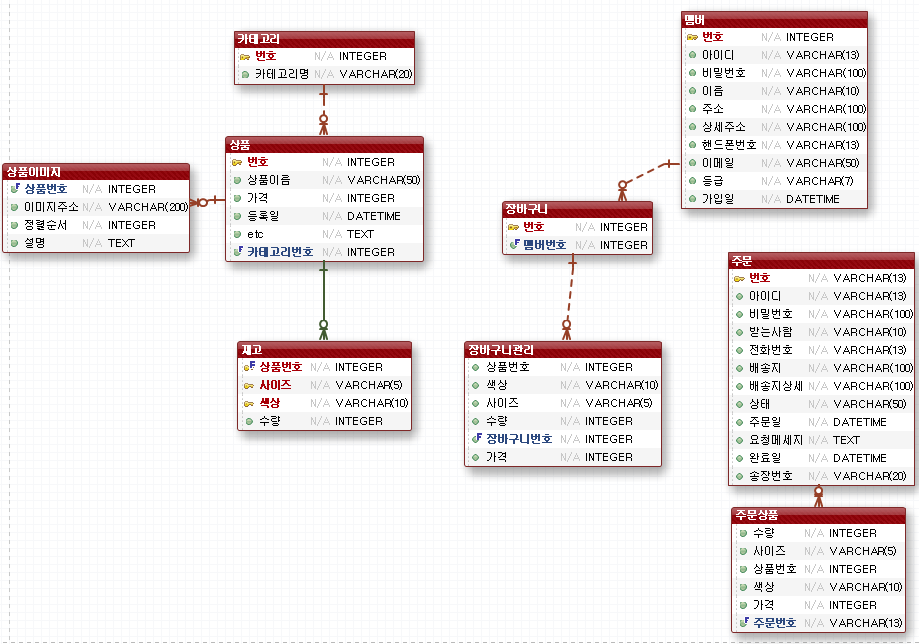 카테고리
번호 N/A INTEGER
카테고리명 N/A VARCHAR(20)
상품
번호 N/A INTEGER
상품이름 N/A VARCHAR(50)
가격 N/A INTEGER
등록일 N/A DATETIME
etc N/A TEXT
카테고리번호 N/A INTEGER
상품이미지
상품번호 N/A INTEGER
이미지주소 N/A VARCHAR(200)
정렬순서 N/A INTEGER
설명 N/A TEXT
재고
상품번호 N/A INTEGER
사이즈 N/A VARCHAR(5)
색상 N/A VARCHAR(10)
수량 N/A INTEGER
멤버
번호 N/A INTEGER
아이디 N/A VARCHAR(13)
비밀번호 N/A VARCHAR(100)
이름 N/A VARCHAR(10)
주소 N/A VARCHAR(100)
상세주소 N/A VARCHAR(100)
핸드폰번호 N/A VARCHAR(13)
이메일 N/A VARCHAR(50)
등급 N/A VARCHAR(7)
가입일 N/A DATETIME
장바구니
번호 N/A INTEGER
멤버번호 N/A INTEGER
장바구니관리
상품번호 N/A INTEGER
색상 N/A VARCHAR(10)
사이즈 N/A VARCHAR(5)
수량 N/A INTEGER
장바구니번호 N/A INTEGER
가격 N/A INTEGER
주문
번호 N/A VARCHAR(13)
아이디 N/A VARCHAR(13)
비밀번호 N/A VARCHAR(100)
받는사람 N/A VARCHAR(10)
전화번호 N/A VARCHAR(13)
배송지 N/A VARCHAR(100)
배송지상세 N/A VARCHAR(100)
상태 N/A VARCHAR(50)
주문일 N/A DATETIME
요청메세지 N/A TEXT
완료일 N/A DATETIME
송장번호 N/A VARCHAR(20)
주문상품
수량 N/A INTEGER
사이즈 N/A VARCHAR(5)
상품번호 N/A INTEGER
색상 N/A VARCHAR(10)
가격 N/A INTEGER
주문번호 N/A VARCHAR(13)